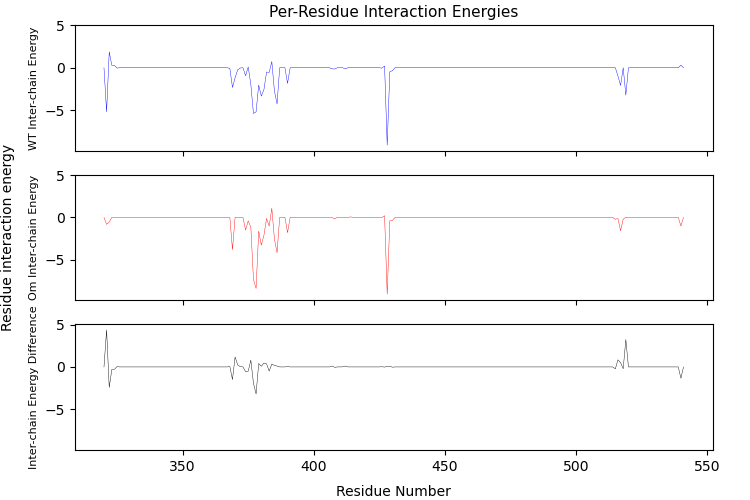 Per-Residue Interaction Energies
Residue interaction energy
WT Inter-chain Energy
5
0
−5
Om Inter-chain Energy
5
0
−5
Inter-chain Energy Difference
5
0
−5
350
400
450
500
550
Residue Number